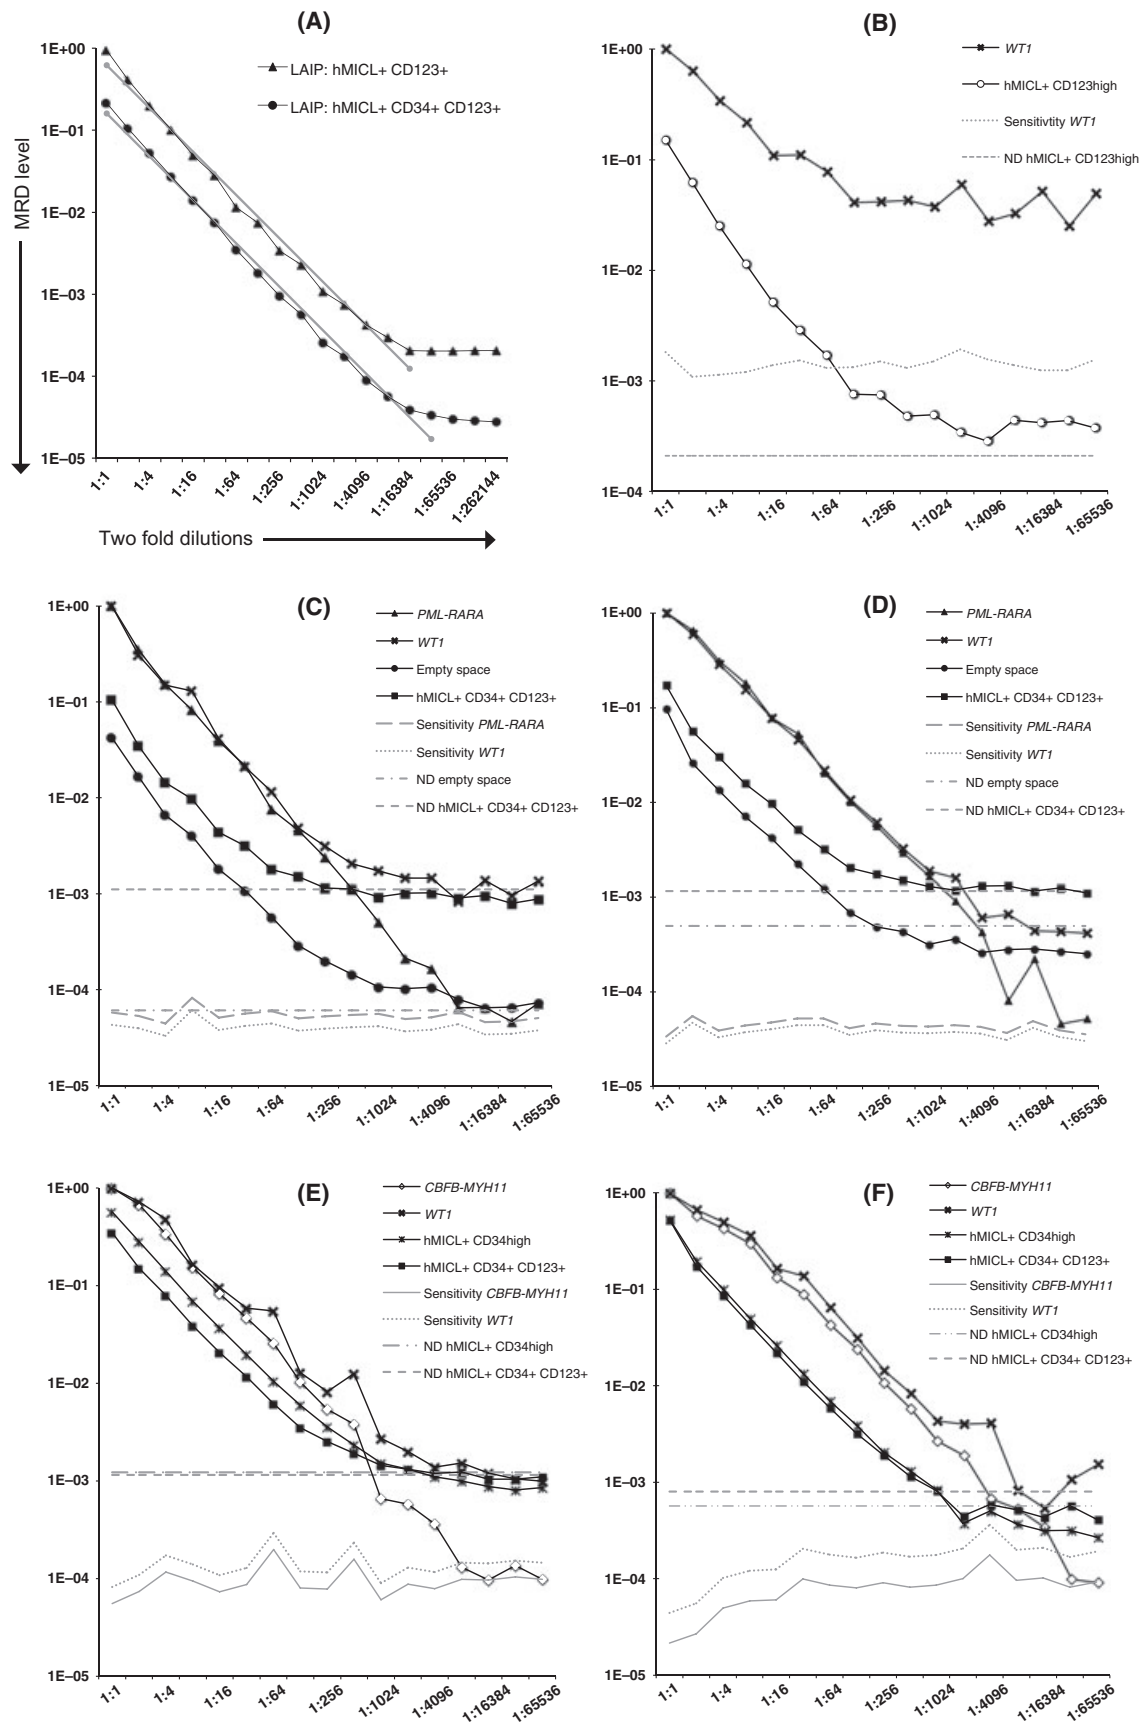 (A)
1E+00
1E–01
1E–02
1E–03
1E–04
1E–05
MRD level
LAIP: hMICL+ CD123+
LAIP: hMICL+ CD34+ CD123+
1:1
1:4
1:16
1:64
1:256
1:1024
1:4096
1:16384
1:65536
1:262144
Two fold dilutions
(B)
1E+00
1E–01
1E–02
1E–03
1E–04
WT1
hMICL+ CD123high
Sensitivtity WT1
ND hMICL+ CD123high
1:1
1:4
1:16
1:64
1:256
1:1024
1:4096
1:16384
1:65536
(C)
1E+00
1E–01
1E–02
1E–03
1E–04
1E–05
PML-RARA
WT1
Empty space
hMICL+ CD34+ CD123+
Sensitivity PML-RARA
Sensitivity WT1
ND empty space
ND hMICL+ CD34+ CD123+
1:1
1:4
1:16
1:64
1:256
1:1024
1:4096
1:16384
1:65536
(D)
1E+00
1E–01
1E–02
1E–03
1E–04
1E–05
PML-RARA
WT1
Empty space
hMICL+ CD34+ CD123+
Sensitivity PML-RARA
Sensitivity WT1
ND empty space
ND hMICL+ CD34+ CD123+
1:1
1:4
1:16
1:64
1:256
1:1024
1:4096
1:16384
1:65536
(E)
1E+00
1E–01
1E–02
1E–03
1E–04
1E–05
CBFB-MYH11
WT1
hMICL+ CD34high
hMICL+ CD34+ CD123+
Sensitivity CBFB-MYH11
Sensitivity WT1
ND hMICL+ CD34high
ND hMICL+ CD34+ CD123+
1:1
1:4
1:16
1:64
1:256
1:1024
1:4096
1:16384
1:65536
(F)
1E+00
1E–01
1E–02
1E–03
1E–04
1E–05
CBFB-MYH11
WT1
hMICL+ CD34high
hMICL+ CD34+ CD123+
Sensitivity CBFB-MYH11
Sensitivity WT1
ND hMICL+ CD34high
ND hMICL+ CD34+ CD123+
1:1
1:4
1:16
1:64
1:256
1:1024
1:4096
1:16384
1:65536